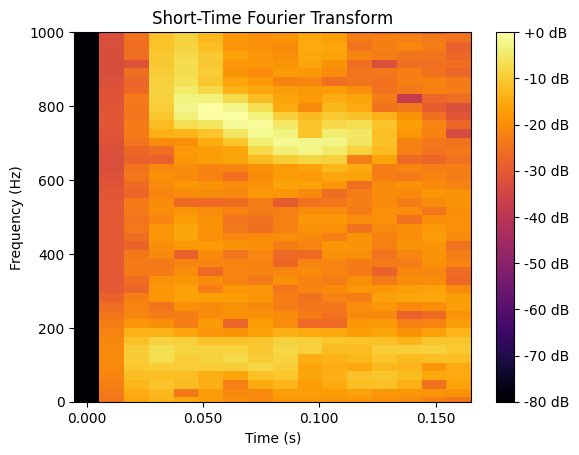 Short-Time Fourier Transform
Frequency (Hz)
1000
800
600
400
200
0
0.000
0.050
0.100
0.150
Time (s)
+0 dB
-10 dB
-20 dB
-30 dB
-40 dB
-50 dB
-60 dB
-70 dB
-80 dB